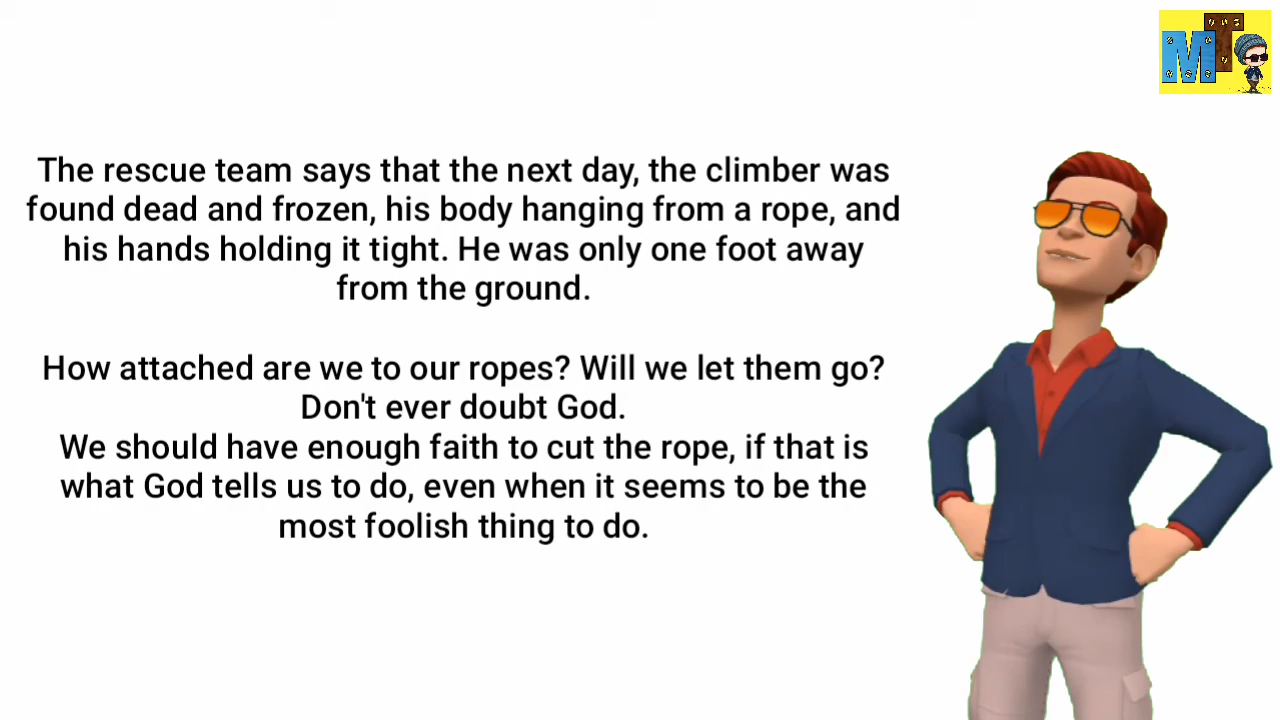 MT
The rescue team says that the next day, the climber was
found dead and frozen, his body hanging from a rope, and
his hands holding it tight. He was only one foot away
from the ground.
How attached are we to our ropes? Will we let them go?
Don't ever doubt God.
We should have enough faith to cut the rope, if that is
what God tells us to do, even when it seems to be the
most foolish thing to do.